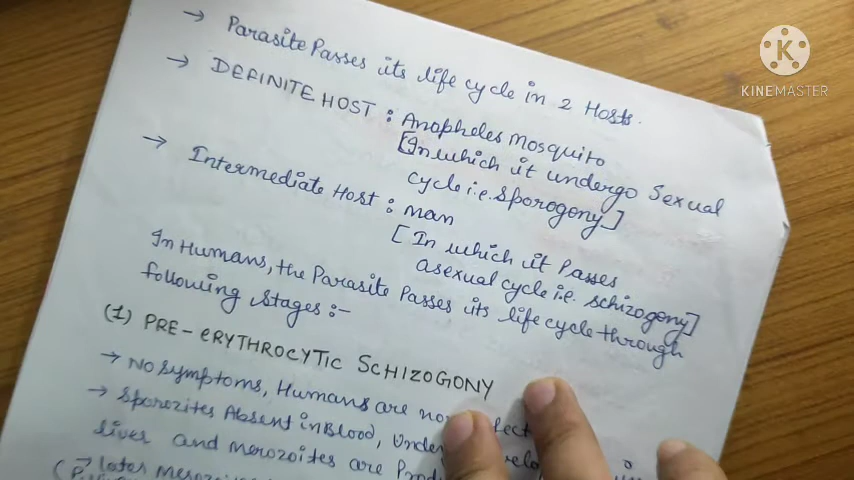 → Parasite Passes its life cycle in 2 Hosts.
→ DEFINITE HOST : Anopheles mosquito
[In which it undergo Sexual
cycle i.e. Sporogony]
→ Intermediate Host : man
[In which it Passes
asexual cycle i.e. schizogony]
In Humans, the Parasite Passes its life cycle through
following stages :-
(1) PRE-ERYTHROCYTIC SCHIZOGONY
→ No symptoms, Humans are
→ Sporozites Absent in Blood,
liver and merozoites are
→ later
K
KINEMASTER